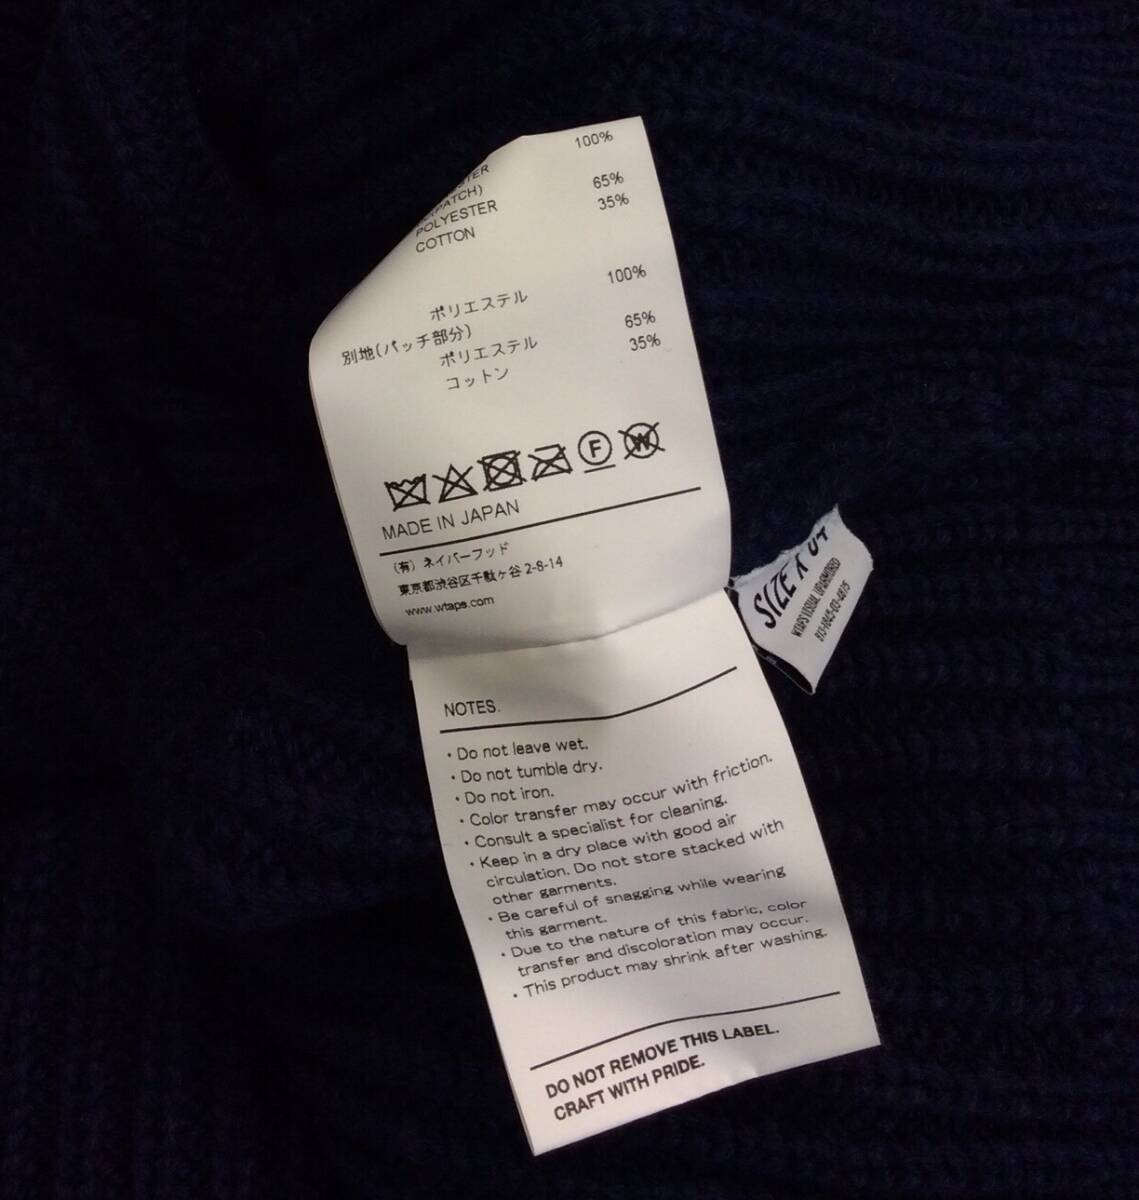 100%
PATCH)
POLYESTER 65%
COTTON 35%
ポリエステル 100%
別地(パッチ部分)
ポリエステル 65%
コットン 35%
F
W
MADE IN JAPAN
(有) ネイバーフッド
東京都渋谷区千駄ヶ谷 2-8-14
www.wtaps.com
NOTES.
・Do not leave wet.
・Do not tumble dry.
・Do not iron.
・Color transfer may occur with friction.
・Consult a specialist for cleaning.
・Keep in a dry place with good air
circulation. Do not store stacked with
other garments.
・Be careful of snagging while wearing
this garment.
・Due to the nature of this fabric, color
transfer and discoloration may occur.
・This product may shrink after washing.
DO NOT REMOVE THIS LABEL.
CRAFT WITH PRIDE.
SIZE
WTAPS VISUAL UPARMORED